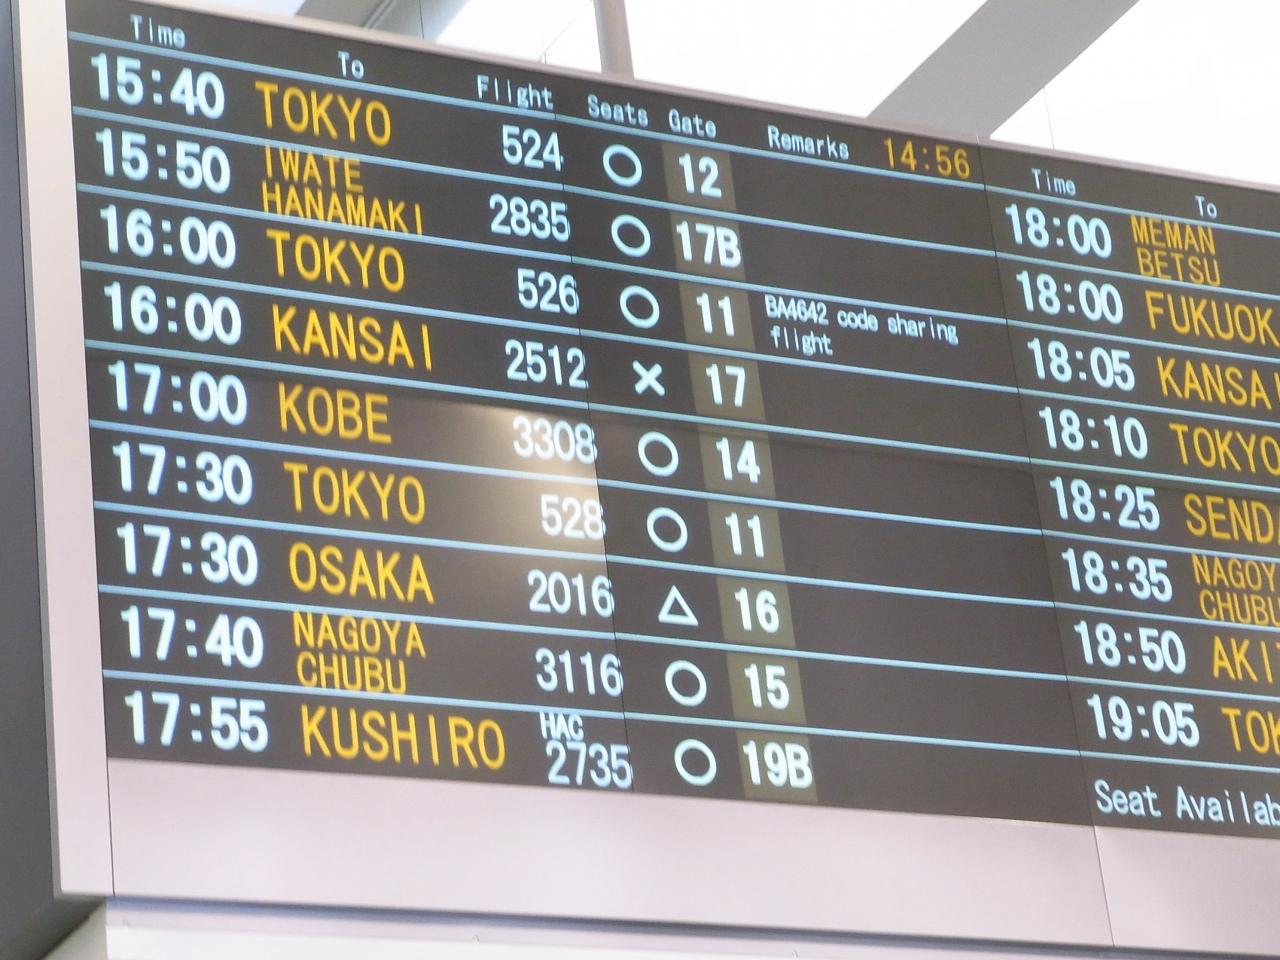 Time To Flight Seats Gate Remarks 14:56
15:40 TOKYO 524 ○ 12
15:50 IWATE HANAMAKI 2835 ○ 17B
16:00 TOKYO 526 ○ 11 BA4642 code sharing flight
16:00 KANSAI 2512 × 17
17:00 KOBE 3308 ○ 14
17:30 TOKYO 528 ○ 11
17:30 OSAKA 2016 △ 16
17:40 NAGOYA CHUBU 3116 ○ 15
17:55 KUSHIRO HAC 2735 ○ 19B
Time To
18:00 MEMAN BETSU
18:00 FUKUOK
18:05 KANSAI
18:10 TOKYO
18:25 SENDA
18:35 NAGOY CHUBU
18:50 AKIT
19:05 TOK
Seat Availab